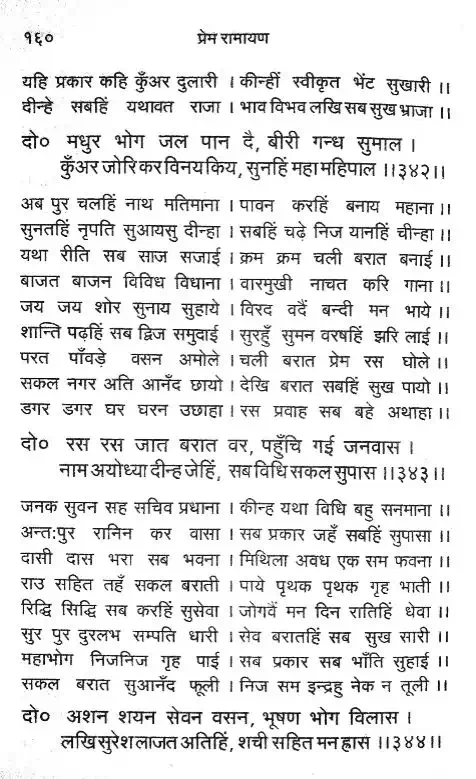 १६० प्रेम रामायण
यहि प्रकार कहि कुँअर दुलारी । कीन्हीं स्वीकृत भेंट सुखारी ।।
दीन्हे सबहिं यथावत राजा । भाव विभव लखि सब सुख भ्राजा ।।
दो० मधुर भोग जल पान दै, बीरी गन्ध सुमाल ।
कुँअर जोरि कर विनय किय, सुनहिं महा महिपाल ।।३४२।।
अब पुर चलहिं नाथ मतिमाना । पावन करहिं बनाय महाना ।।
सुनतहिं नृपति सुआयसु दीन्हा । सबहिं चढ़े निज यानहिं चीन्हा ।।
यथा रीति सब साज सजाई । क्रम क्रम चली बरात बनाई ।।
बाजत बाजन विविध विधाना । वारमुखी नाचत करि गाना ।।
जय जय शोर सुनाय सुहाये । विरद वदैं बन्दी मन भाये ।।
शान्ति पढ़हिं सब द्विज समुदाई । सुरहुँ सुमन वरषहिं झरि लाई ।।
परत पाँवड़े वसन अमोले । चली बरात प्रेम रस घोले ।।
सकल नगर अति आनँद छायो । देखि बरात सबहिं सुख पायो ।।
डगर डगर घर घरन उछाहा । रस प्रवाह सब बहे अथाहा ।।
दो० रस रस जात बरात वर, पहुँचि गई जनवास ।
नाम अयोध्या दीन्ह जेहिं, सब विधि सकल सुपास ।।३४३।।
जनक सुवन सह सचिव प्रधाना । कीन्ह यथा विधि बहु सनमाना ।।
अन्त:पुर रानिन कर वासा । सब प्रकार जहँ सबहिं सुपासा ।।
दासी दास भरा सब भवना । मिथिला अवध एक सम फवना ।।
राउ सहित तहँ सकल बराती । पाये पृथक पृथक गृह भाती ।।
रिद्धि सिद्धि सब करहिं सुसेवा । जोगवैं मन दिन रातिहिं धेवा ।।
सुर पुर दुरलभ सम्पति धारी । सेव बरातहिं सब सुख सारी ।।
महाभोग निजनिज गृह पाई । सब प्रकार सब भाँति सुहाई ।।
सकल बरात सुआनँद फूली । निज सम इन्द्रहु नेक न तूली ।।
दो० अशन शयन सेवन वसन, भूषण भोग विलास ।
लखि सुरेश लाजत अतिहिं, शची सहित मन ह्रास ।।३४४।।